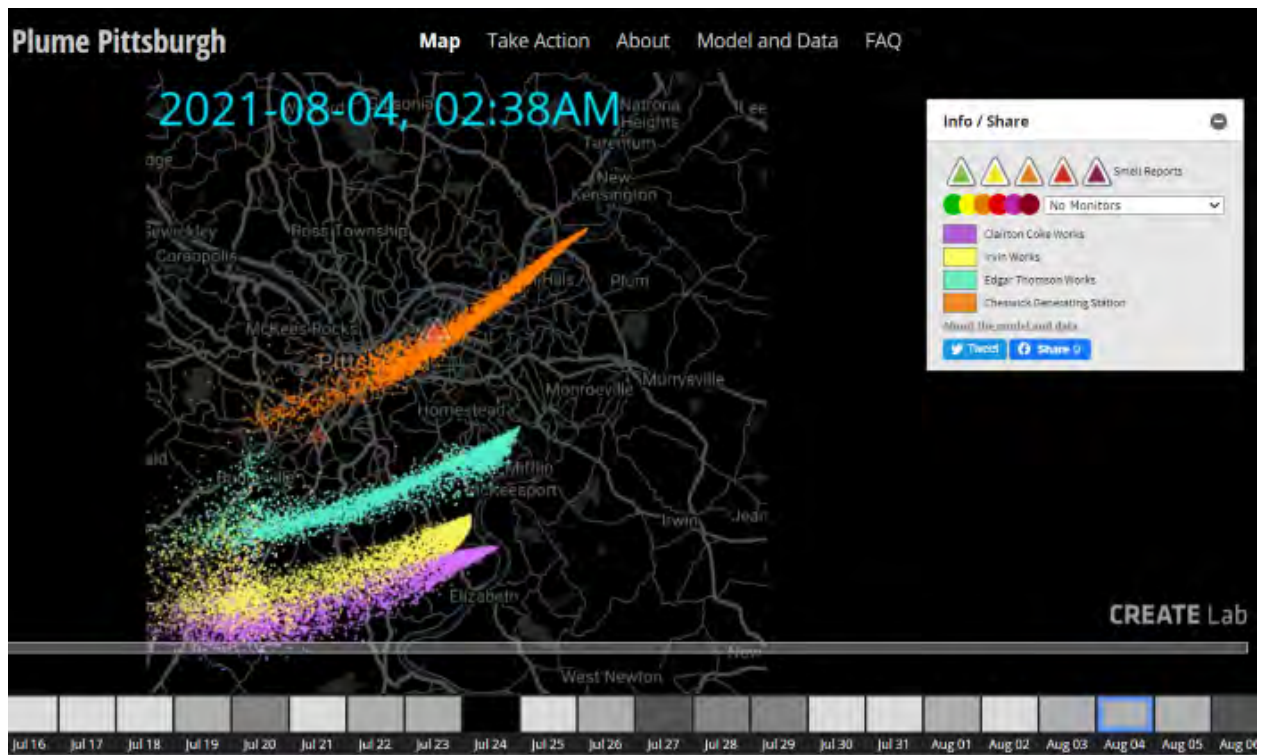 Plume Pittsburgh
Map Take Action About Model and Data FAQ
2021-08-04, 02:38AM
Natrona
Heights
Tarentum
New
Kensington
Sewickley
Ross Township
Coraopolis
Plum
McKees Rocks
Monroeville
Murrysville
Homestead
Mifflin
McKeesport
Irwin
Elizabeth
West Newton
Info / Share
Smell Reports
No Monitors
Clairton Coke Works
Irvin Works
Edgar Thomson Works
Cheswick Generating Station
About the model and data
Tweet
Share 0
CREATE Lab
Jul 16 Jul 17 Jul 18 Jul 19 Jul 20 Jul 21 Jul 22 Jul 23 Jul 24 Jul 25 Jul 26 Jul 27 Jul 28 Jul 29 Jul 30 Jul 31 Aug 01 Aug 02 Aug 03 Aug 04 Aug 05 Aug 06